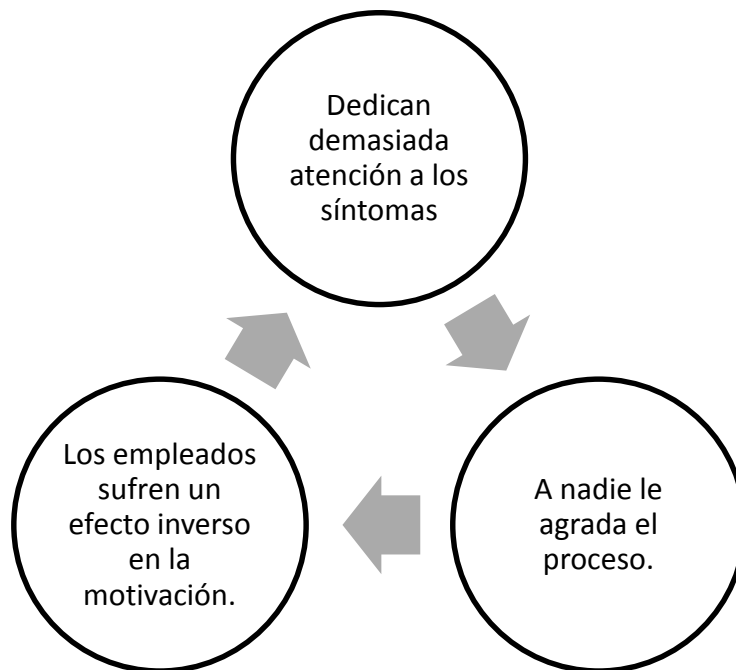 Dedican
demasiada
atención a los
síntomas
Los empleados
sufren un
efecto inverso
en la
motivación.
A nadie le
agrada el
proceso.